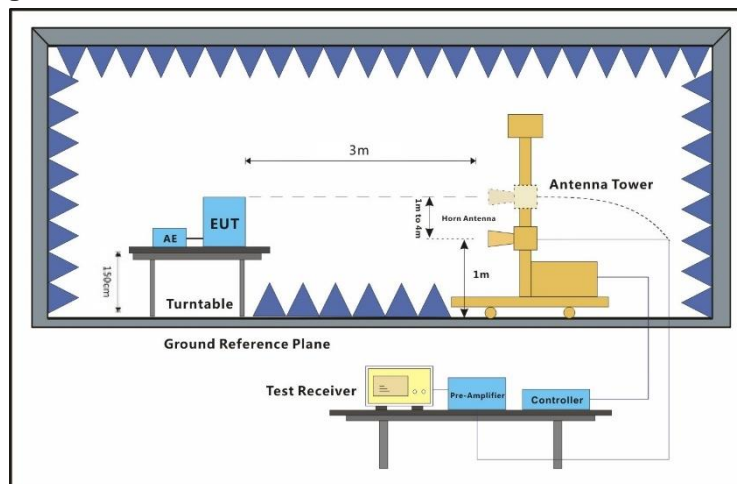 3m
Antenna Tower
1m to 4m
Horn Antenna
EUT
AE
150cm
1m
Turntable
Ground Reference Plane
Test Receiver
Pre-Amplifier
Controller